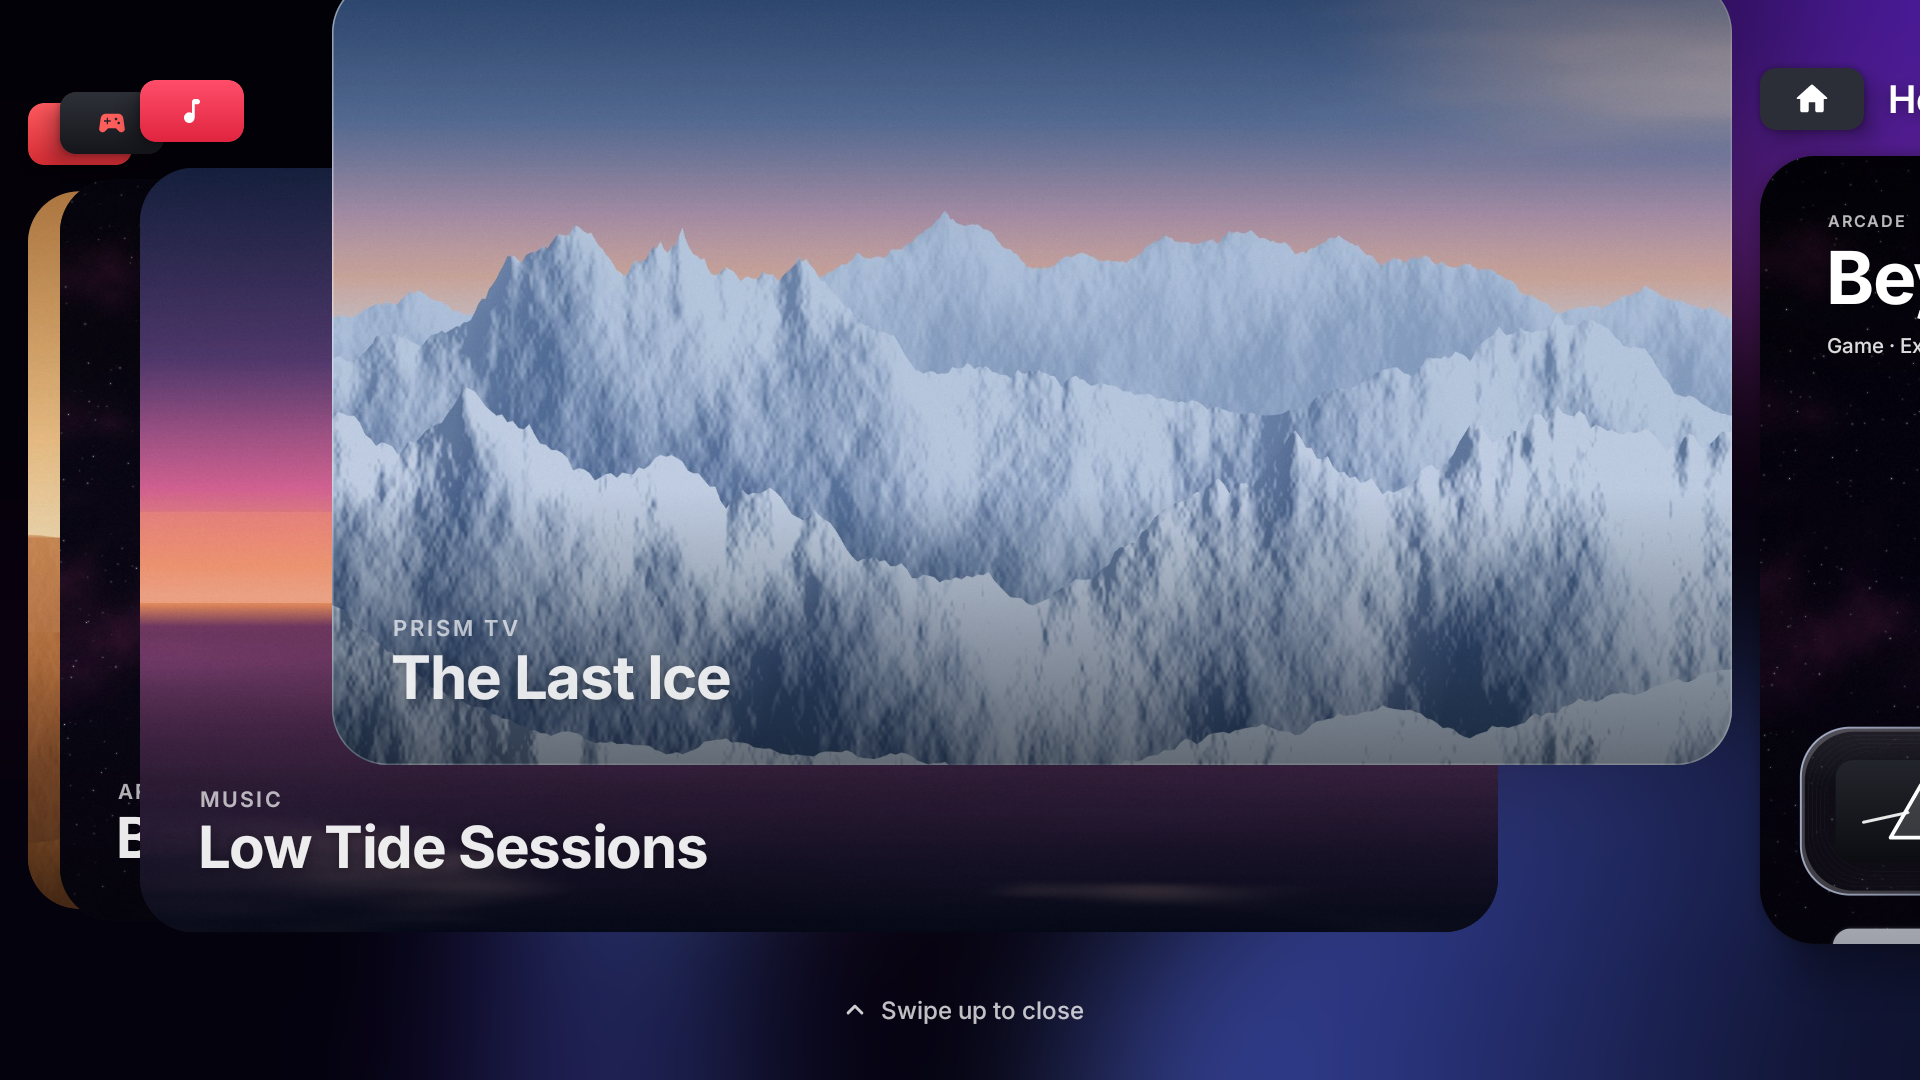 ARCADE
Game
PRISM TV
The Last Ice
MUSIC
Low Tide Sessions
Swipe up to close